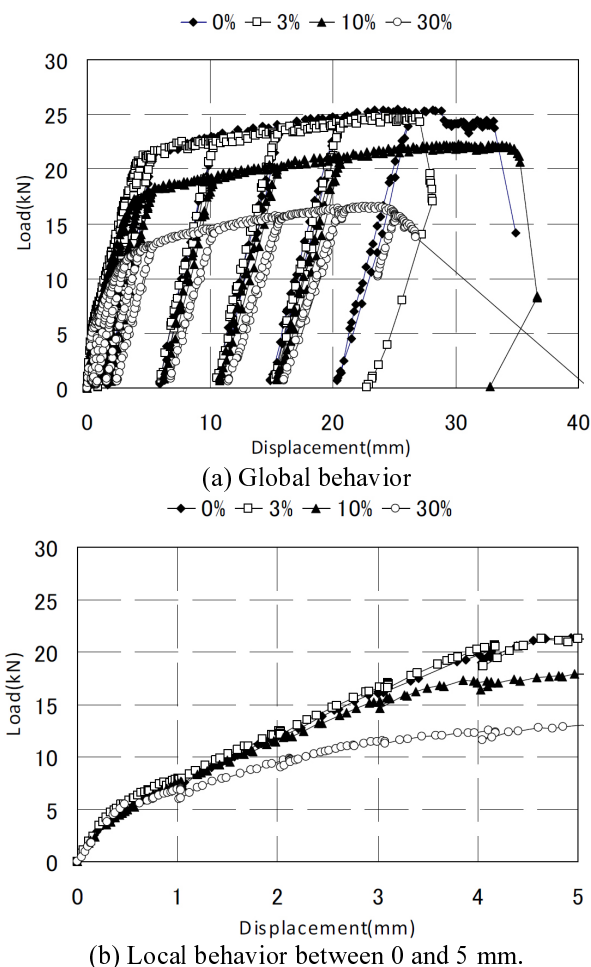 0% 3% 10% 30%
30
25
20
15
10
5
0
Load(kN)
0 10 20 30 40
Displacement(mm)
(a) Global behavior
0% 3% 10% 30%
30
25
20
15
10
5
0
Load(kN)
0 1 2 3 4 5
Displacement(mm)
(b) Local behavior between 0 and 5 mm.